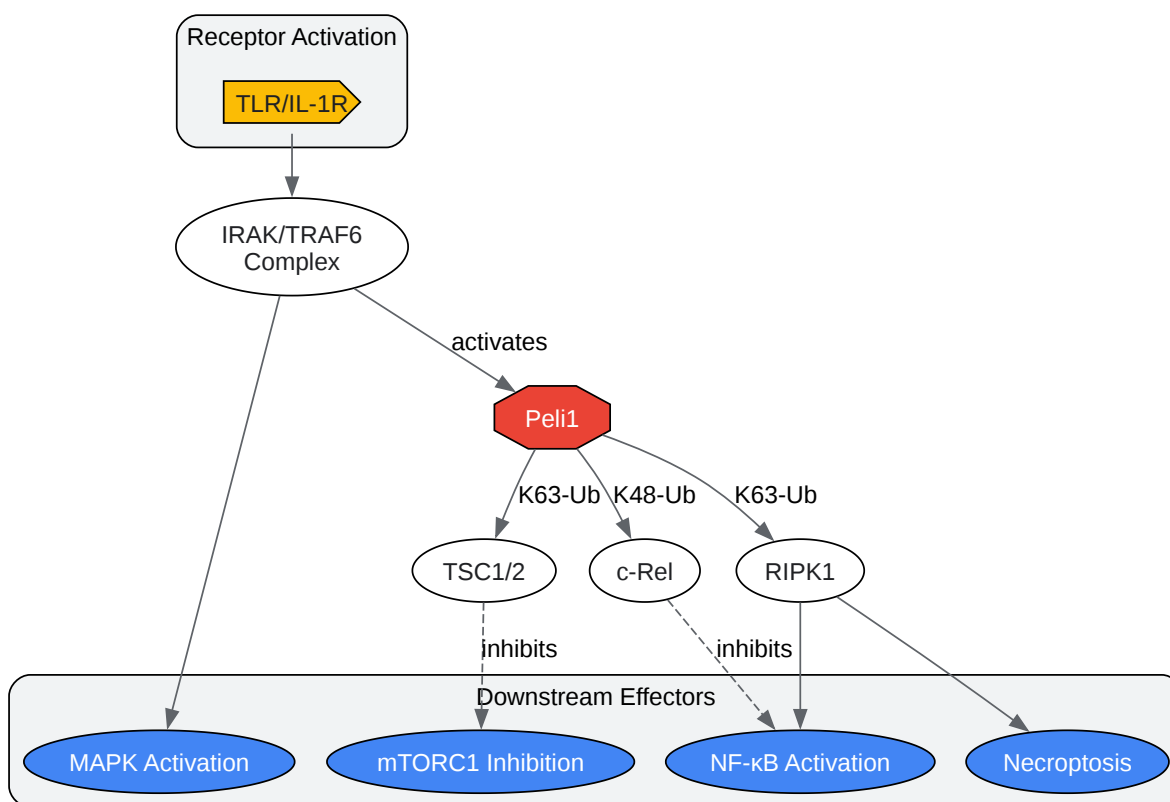 Receptor Activation
TLR/IL-1R
IRAK/TRAF6
Complex
activates
Peli1
K63-Ub
K48-Ub
K63-Ub
TSC1/2
c-Rel
RIPK1
inhibits
inhibits
Downstream Effectors
MAPK Activation
mTORC1 Inhibition
NF-κB Activation
Necroptosis